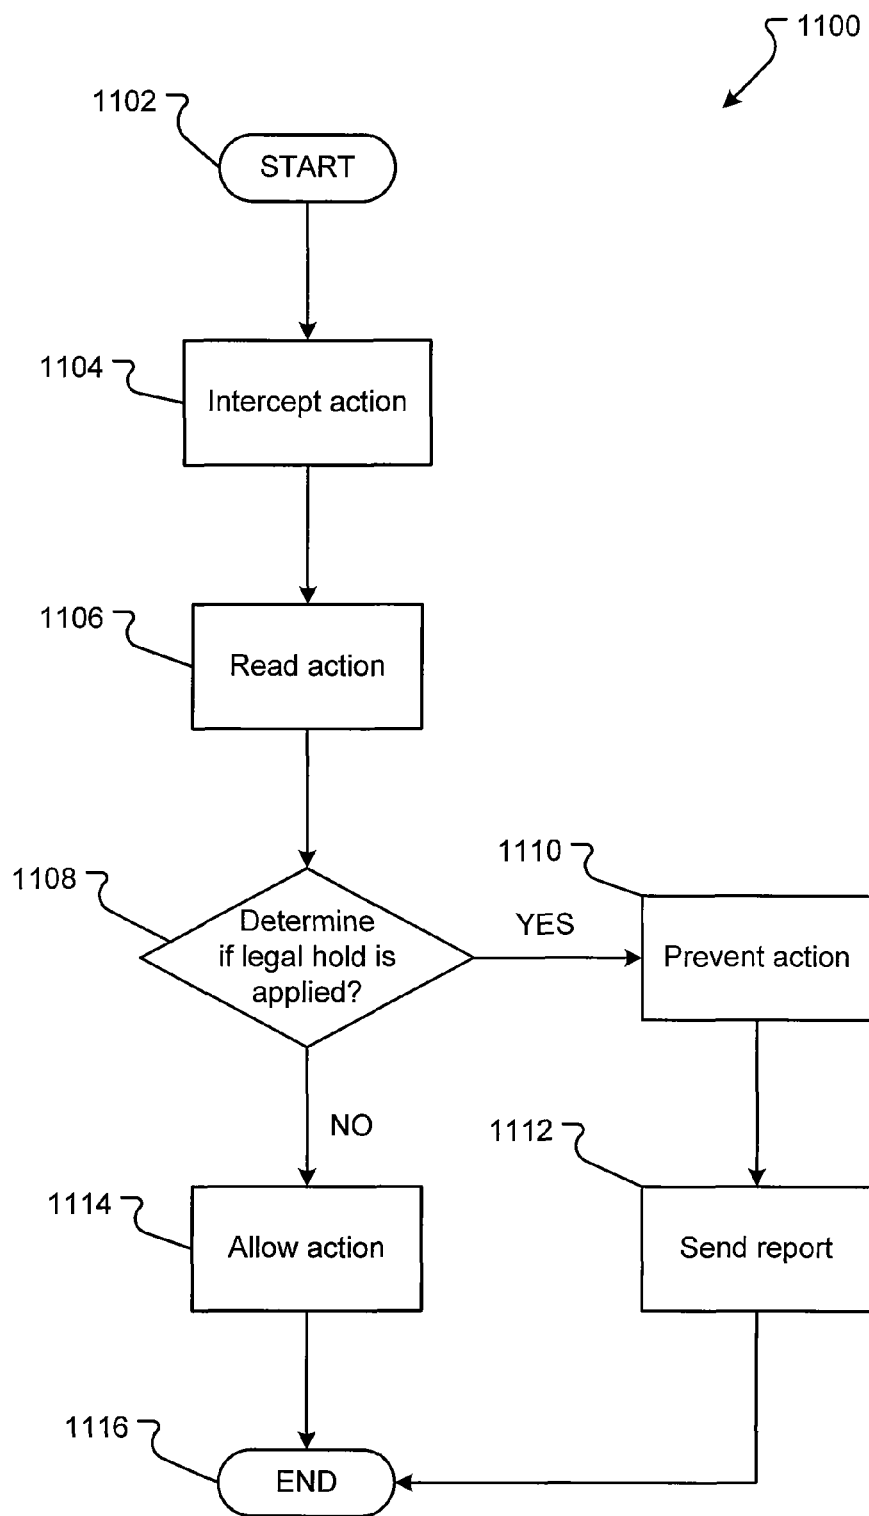 1100
1102
START
1104
Intercept action
1106
Read action
1108
Determine
if legal hold is
applied?
YES
1110
Prevent action
NO
1112
Send report
1114
Allow action
1116
END